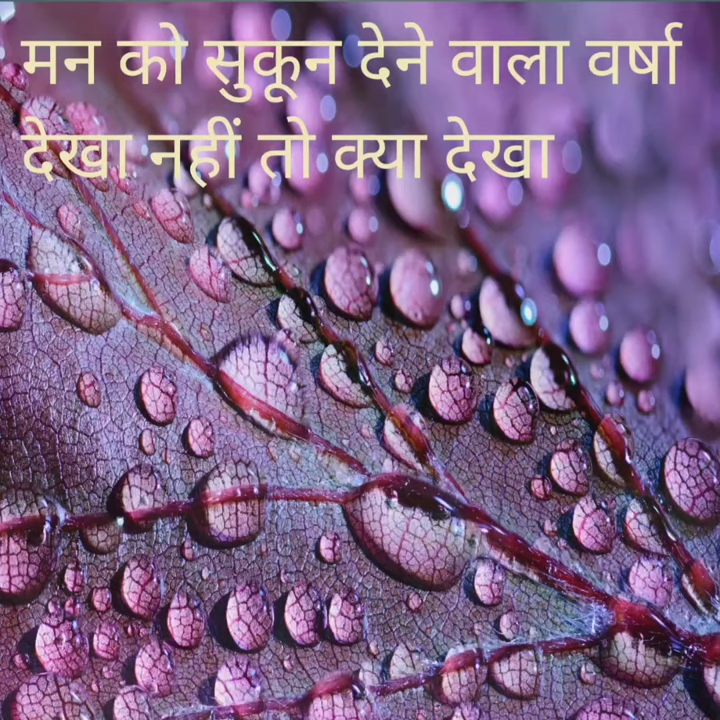 मन को सुकून देने वाला वर्षा
देखा नहीं तो क्या देखा